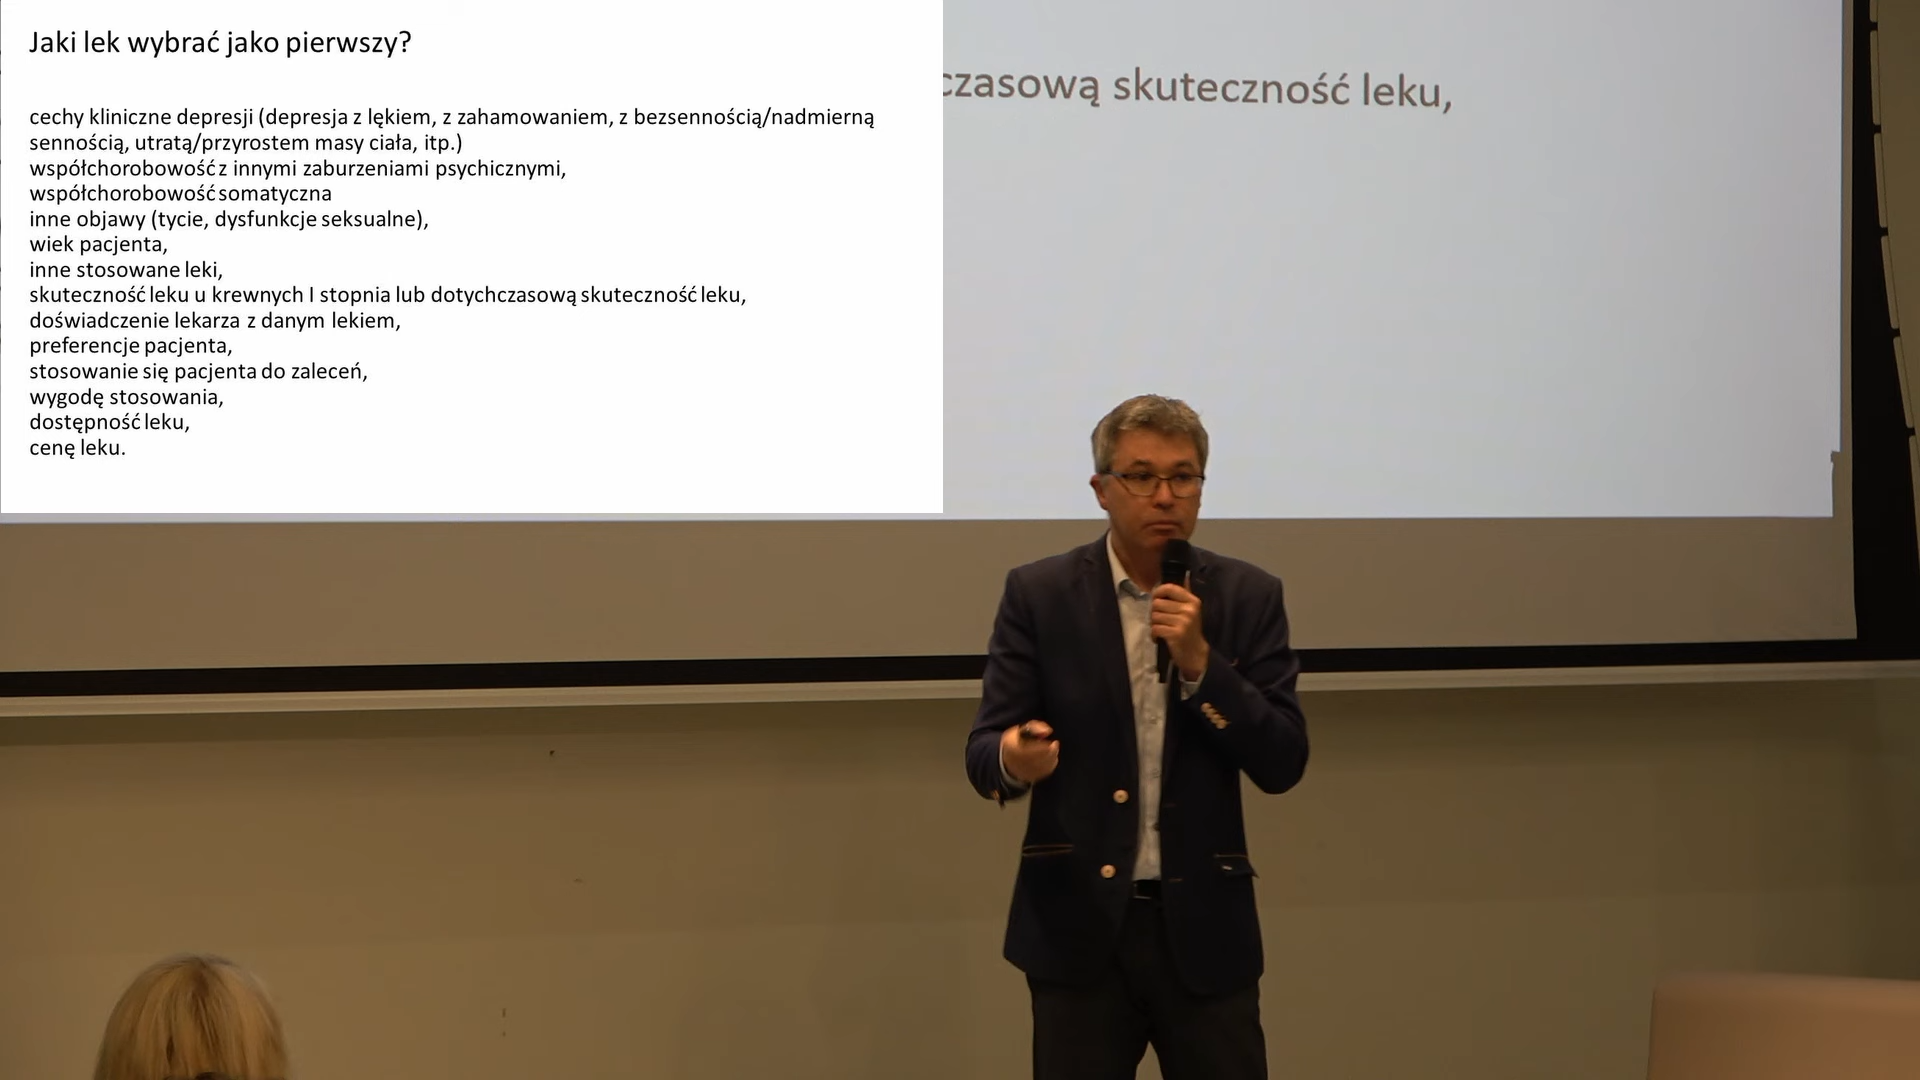 Jaki lek wybrać jako pierwszy?
cechy kliniczne depresji (depresja z lękiem, z zahamowaniem, z bezsennością/nadmierną
sennością, utratą/przyrostem masy ciała, itp.)
współchorobowość z innymi zaburzeniami psychicznymi,
współchorobowość somatyczna
inne objawy (tycie, dysfunkcje seksualne),
wiek pacjenta,
inne stosowane leki,
skuteczność leku u krewnych I stopnia lub dotychczasową skuteczność leku,
doświadczenie lekarza z danym lekiem,
preferencje pacjenta,
stosowanie się pacjenta do zaleceń,
wygodę stosowania,
dostępność leku,
cenę leku.
czasową skuteczność leku,